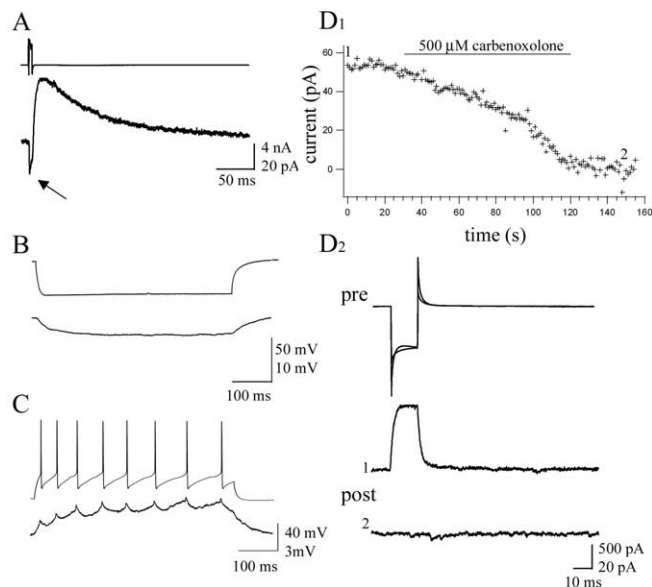 A
4 nA
20 pA
50 ms
B
50 mV
10 mV
100 ms
C
40 mV
3mV
100 ms
D1
500 µM carbenoxolone
1
2
60
40
20
0
current (pA)
0 20 40 60 80 100 120 140 160
time (s)
D2
pre
1
post
2
500 pA
20 pA
10 ms